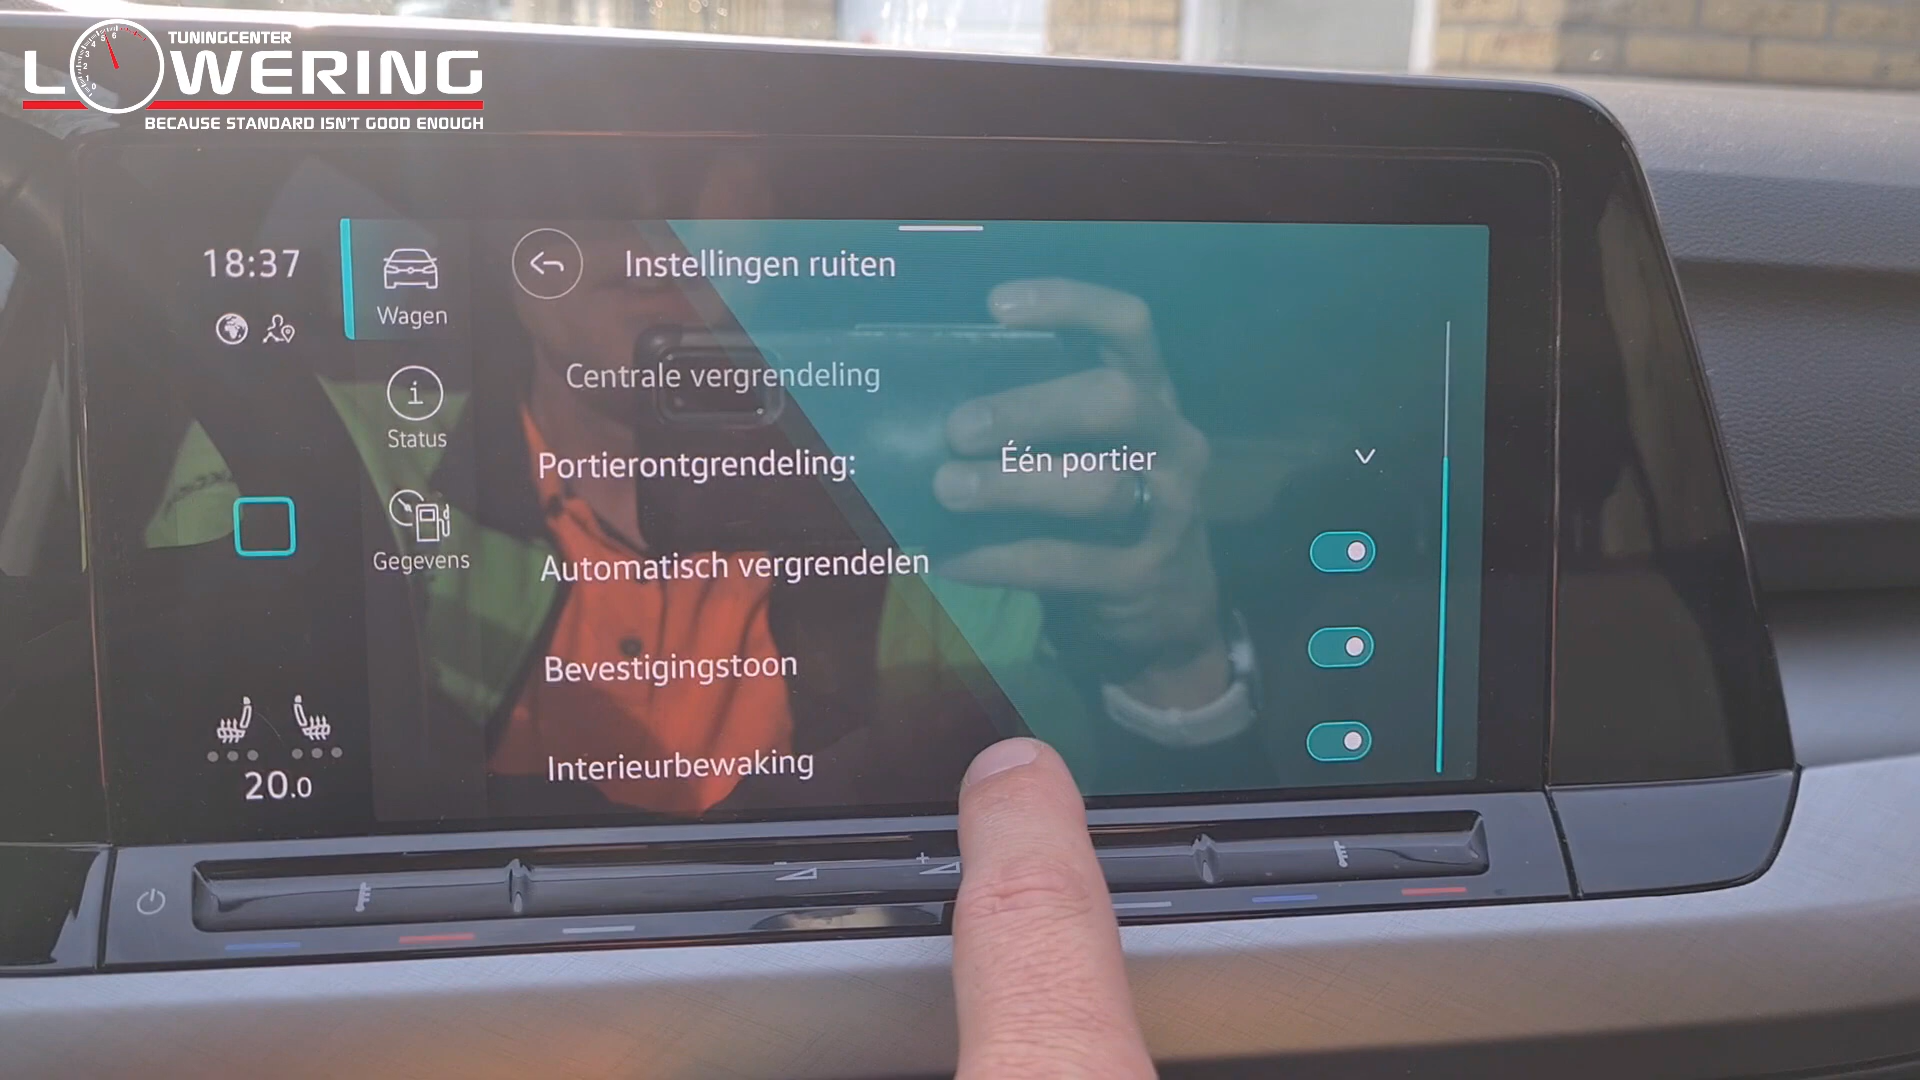 TUNINGCENTER
LOWERING
BECAUSE STANDARD ISN'T GOOD ENOUGH
18:37
Wagen
Instellingen ruiten
Centrale vergrendeling
Status
Portierontgrendeling:
Één portier
Automatisch vergrendelen
Gegevens
Bevestigingstoon
Interieurbewaking
20.0